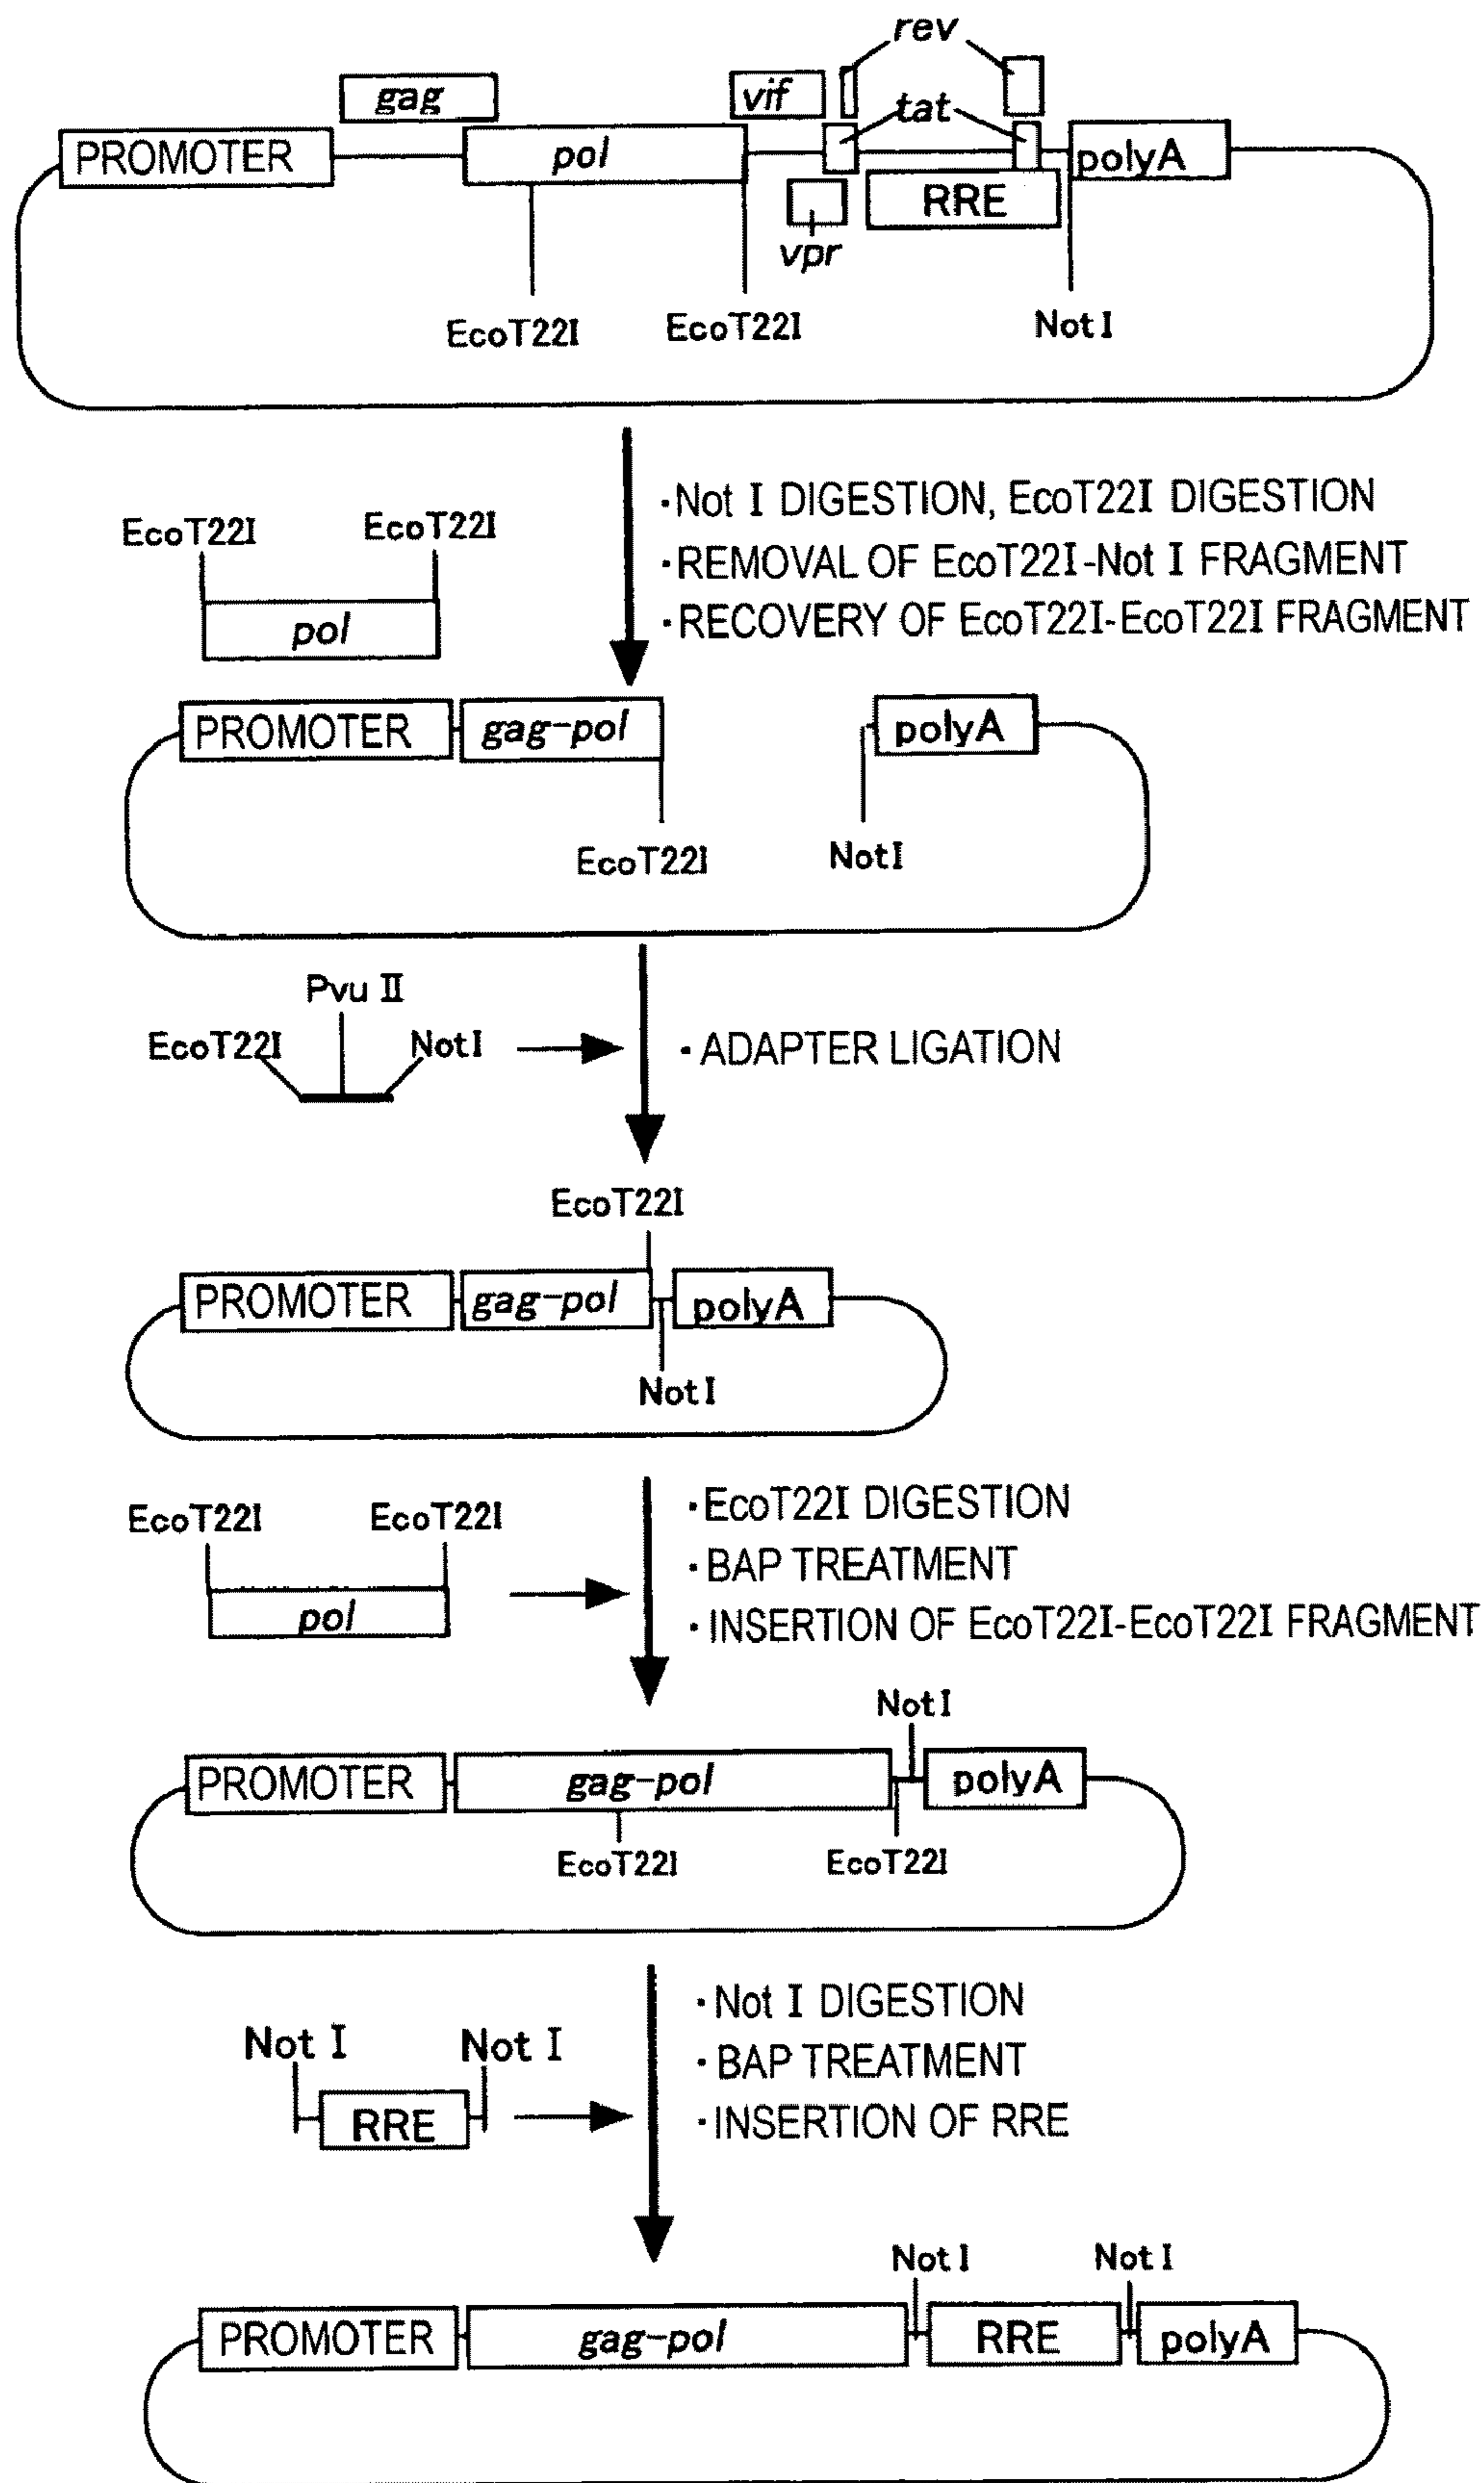 rev
gag
vif
tat
PROMOTER
pol
polyA
RRE
vpr
EcoT22I
EcoT22I
Not I
EcoT22I
EcoT22I
pol
·Not I DIGESTION, EcoT22I DIGESTION
·REMOVAL OF EcoT22I-Not I FRAGMENT
·RECOVERY OF EcoT22I-EcoT22I FRAGMENT
PROMOTER
gag-pol
polyA
EcoT22I
NotI
Pvu II
EcoT22I
NotI
·ADAPTER LIGATION
EcoT22I
PROMOTER
gag-pol
polyA
NotI
EcoT22I
EcoT22I
pol
·EcoT22I DIGESTION
·BAP TREATMENT
·INSERTION OF EcoT22I-EcoT22I FRAGMENT
NotI
PROMOTER
gag-pol
polyA
EcoT22I
EcoT22I
Not I
Not I
RRE
·Not I DIGESTION
·BAP TREATMENT
·INSERTION OF RRE
Not I
Not I
PROMOTER
gag-pol
RRE
polyA